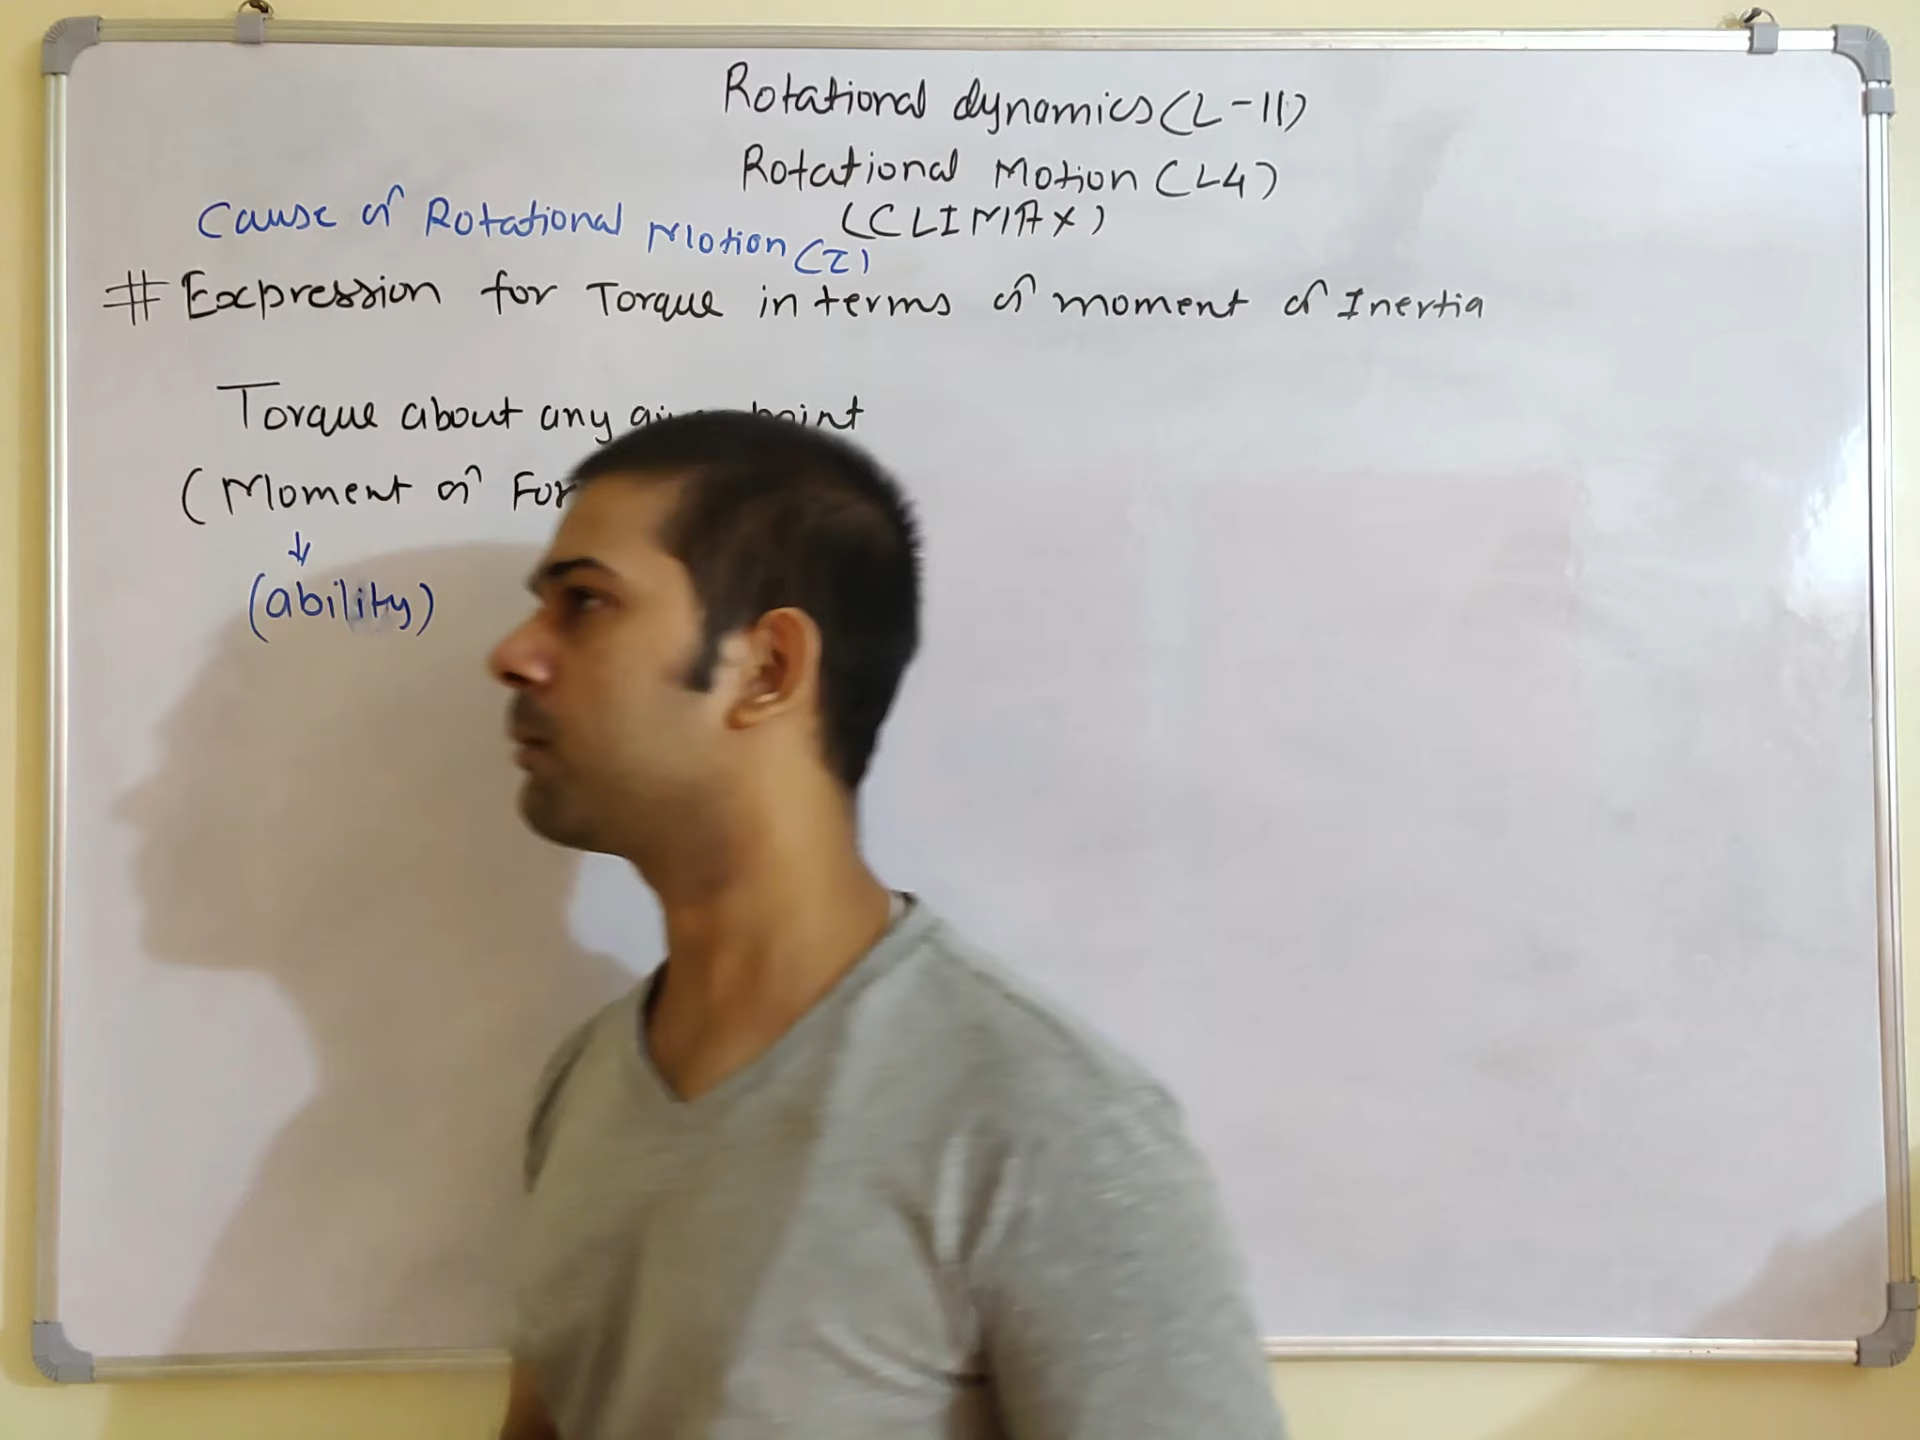 Rotational dynamics (L-11)
Rotational Motion (L4)
(CLIMAX)
Cause of Rotational Motion (τ)
# Expression for Torque in terms of moment of Inertia
Torque about any point
(Moment of
↓
(ability)